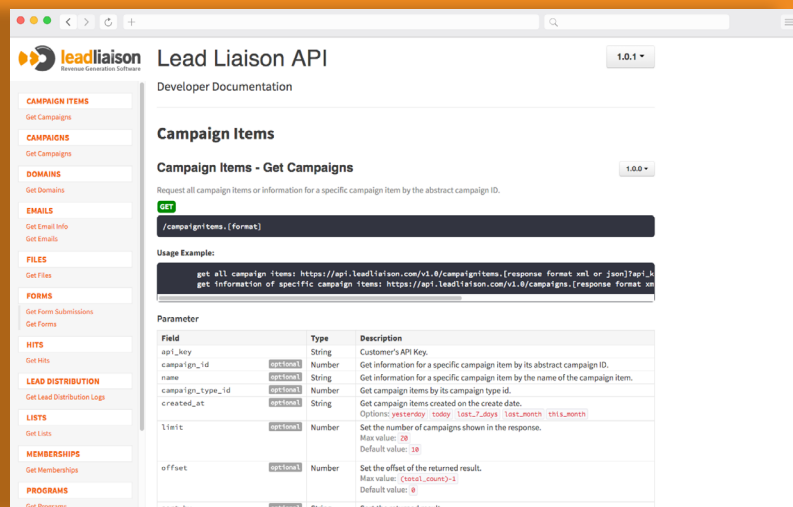 leadliaison
Revenue Generation Software
Lead Liaison API
1.0.1
Developer Documentation
CAMPAIGN ITEMS
Get Campaigns
CAMPAIGNS
Get Campaigns
DOMAINS
Get Domains
EMAILS
Get Email Info
Get Emails
FILES
Get Files
FORMS
Get Form Submissions
Get Forms
HITS
Get Hits
LEAD DISTRIBUTION
Get Lead Distribution Logs
LISTS
Get Lists
MEMBERSHIPS
Get Memberships
PROGRAMS
Get Programs
Campaign Items
Campaign Items - Get Campaigns
1.0.0
Request all campaign items or information for a specific campaign item by the abstract campaign ID.
GET
/campaignitems.[format]
Usage Example:
get all campaign items: https://api.leadliaison.com/v1.0/campaignitems.[response format xml or json]?api_k
get information of specific campaign items: https://api.leadliaison.com/v1.0/campaigns.[response format xm
Parameter
Field Type Description
api_key String Customer's API Key.
campaign_id optional Number Get information for a specific campaign item by its abstract campaign ID.
name optional String Get information for a specific campaign item by the name of the campaign item.
campaign_type_id optional Number Get campaign items by its campaign type id.
created_at optional String Get campaign items created on the create date.
Options: yesterday today last_7_days last_month this_month
limit optional Number Set the number of campaigns shown in the response.
Max value: 20
Default value: 10
offset optional Number Set the offset of the returned result.
Max value: (total_count)-1
Default value: 0